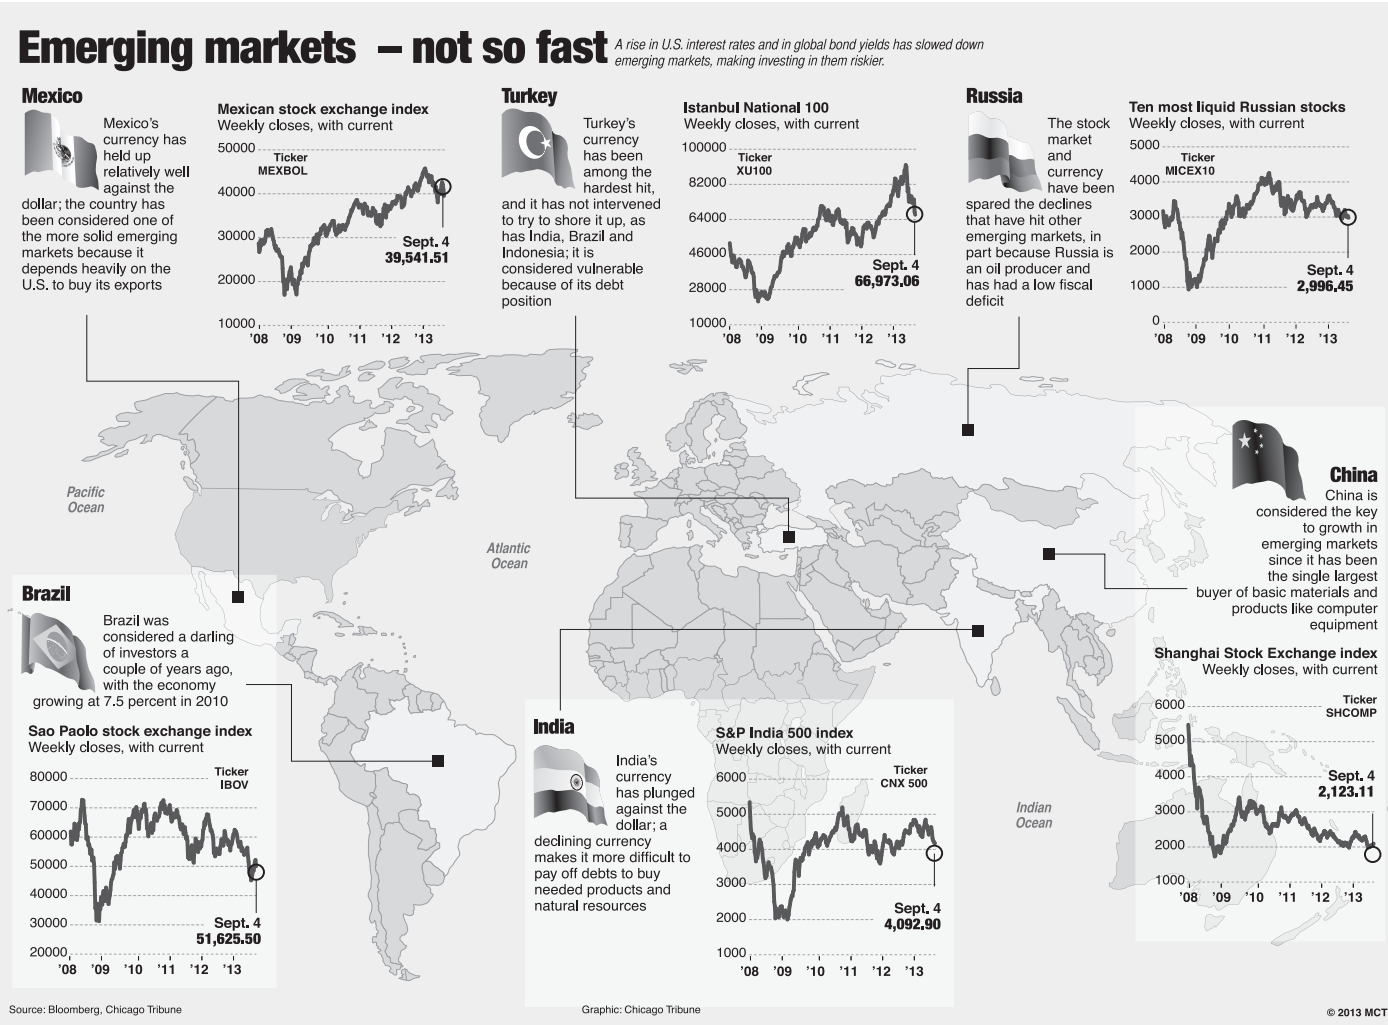 Emerging markets – not so fast
A rise in U.S. interest rates and in global bond yields has slowed down
emerging markets, making investing in them riskier.
Mexico
Mexico's
currency has
held up
relatively well
against the
dollar; the country has
been considered one of
the more solid emerging
markets because it
depends heavily on the
U.S. to buy its exports
Mexican stock exchange index
Weekly closes, with current
50000
Ticker
MEXBOL
40000
30000
Sept. 4
39,541.51
20000
10000
'08 '09 '10 '11 '12 '13
Turkey
Turkey's
currency
has been
among the
hardest hit,
and it has not intervened
to try to shore it up, as
has India, Brazil and
Indonesia; it is
considered vulnerable
because of its debt
position
Istanbul National 100
Weekly closes, with current
100000
Ticker
XU100
82000
64000
46000
Sept. 4
66,973.06
28000
10000
'08 '09 '10 '11 '12 '13
Russia
The stock
market
and
currency
have been
spared the declines
that have hit other
emerging markets, in
part because Russia is
an oil producer and
has had a low fiscal
deficit
Ten most liquid Russian stocks
Weekly closes, with current
5000
Ticker
MICEX10
4000
3000
2000
Sept. 4
2,996.45
1000
0
'08 '09 '10 '11 '12 '13
Pacific
Ocean
Atlantic
Ocean
China
China is
considered the key
to growth in
emerging markets
since it has been
the single largest
buyer of basic materials and
products like computer
equipment
Shanghai Stock Exchange index
Weekly closes, with current
6000
Ticker
SHCOMP
5000
4000
Sept. 4
2,123.11
3000
2000
1000
'08 '09 '10 '11 '12 '13
Brazil
Brazil was
considered a darling
of investors a
couple of years ago,
with the economy
growing at 7.5 percent in 2010
Sao Paolo stock exchange index
Weekly closes, with current
80000
Ticker
IBOV
70000
60000
50000
40000
30000
Sept. 4
51,625.50
20000
'08 '09 '10 '11 '12 '13
India
India's
currency
has plunged
against the
dollar; a
declining currency
makes it more difficult to
pay off debts to buy
needed products and
natural resources
S&P India 500 index
Weekly closes, with current
6000
Ticker
CNX 500
5000
4000
3000
2000
Sept. 4
4,092.90
1000
'08 '09 '10 '11 '12 '13
Indian
Ocean
Source: Bloomberg, Chicago Tribune
Graphic: Chicago Tribune
© 2013 MCT